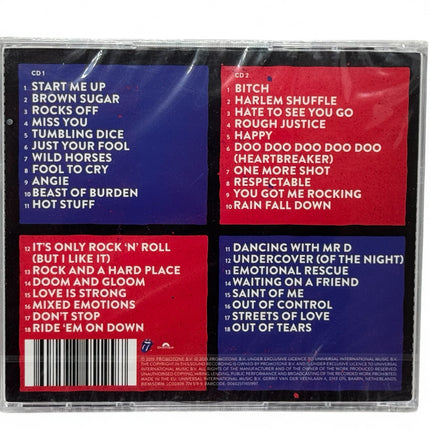 CD 1
1 START ME UP
2 BROWN SUGAR
3 ROCKS OFF
4 MISS YOU
5 TUMBLING DICE
6 JUST YOUR FOOL
7 WILD HORSES
8 FOOL TO CRY
9 ANGIE
10 BEAST OF BURDEN
11 HOT STUFF
12 IT'S ONLY ROCK 'N' ROLL
(BUT I LIKE IT)
13 ROCK AND A HARD PLACE
14 DOOM AND GLOOM
15 LOVE IS STRONG
16 MIXED EMOTIONS
17 DON'T STOP
18 RIDE 'EM ON DOWN
CD 2
1 BITCH
2 HARLEM SHUFFLE
3 HATE TO SEE YOU GO
4 ROUGH JUSTICE
5 HAPPY
6 DOO DOO DOO DOO DOO
(HEARTBREAKER)
7 ONE MORE SHOT
8 RESPECTABLE
9 YOU GOT ME ROCKING
10 RAIN FALL DOWN
11 DANCING WITH MR D
12 UNDERCOVER (OF THE NIGHT)
13 EMOTIONAL RESCUE
14 WAITING ON A FRIEND
15 SAINT OF ME
16 OUT OF CONTROL
17 STREETS OF LOVE
18 OUT OF TEARS